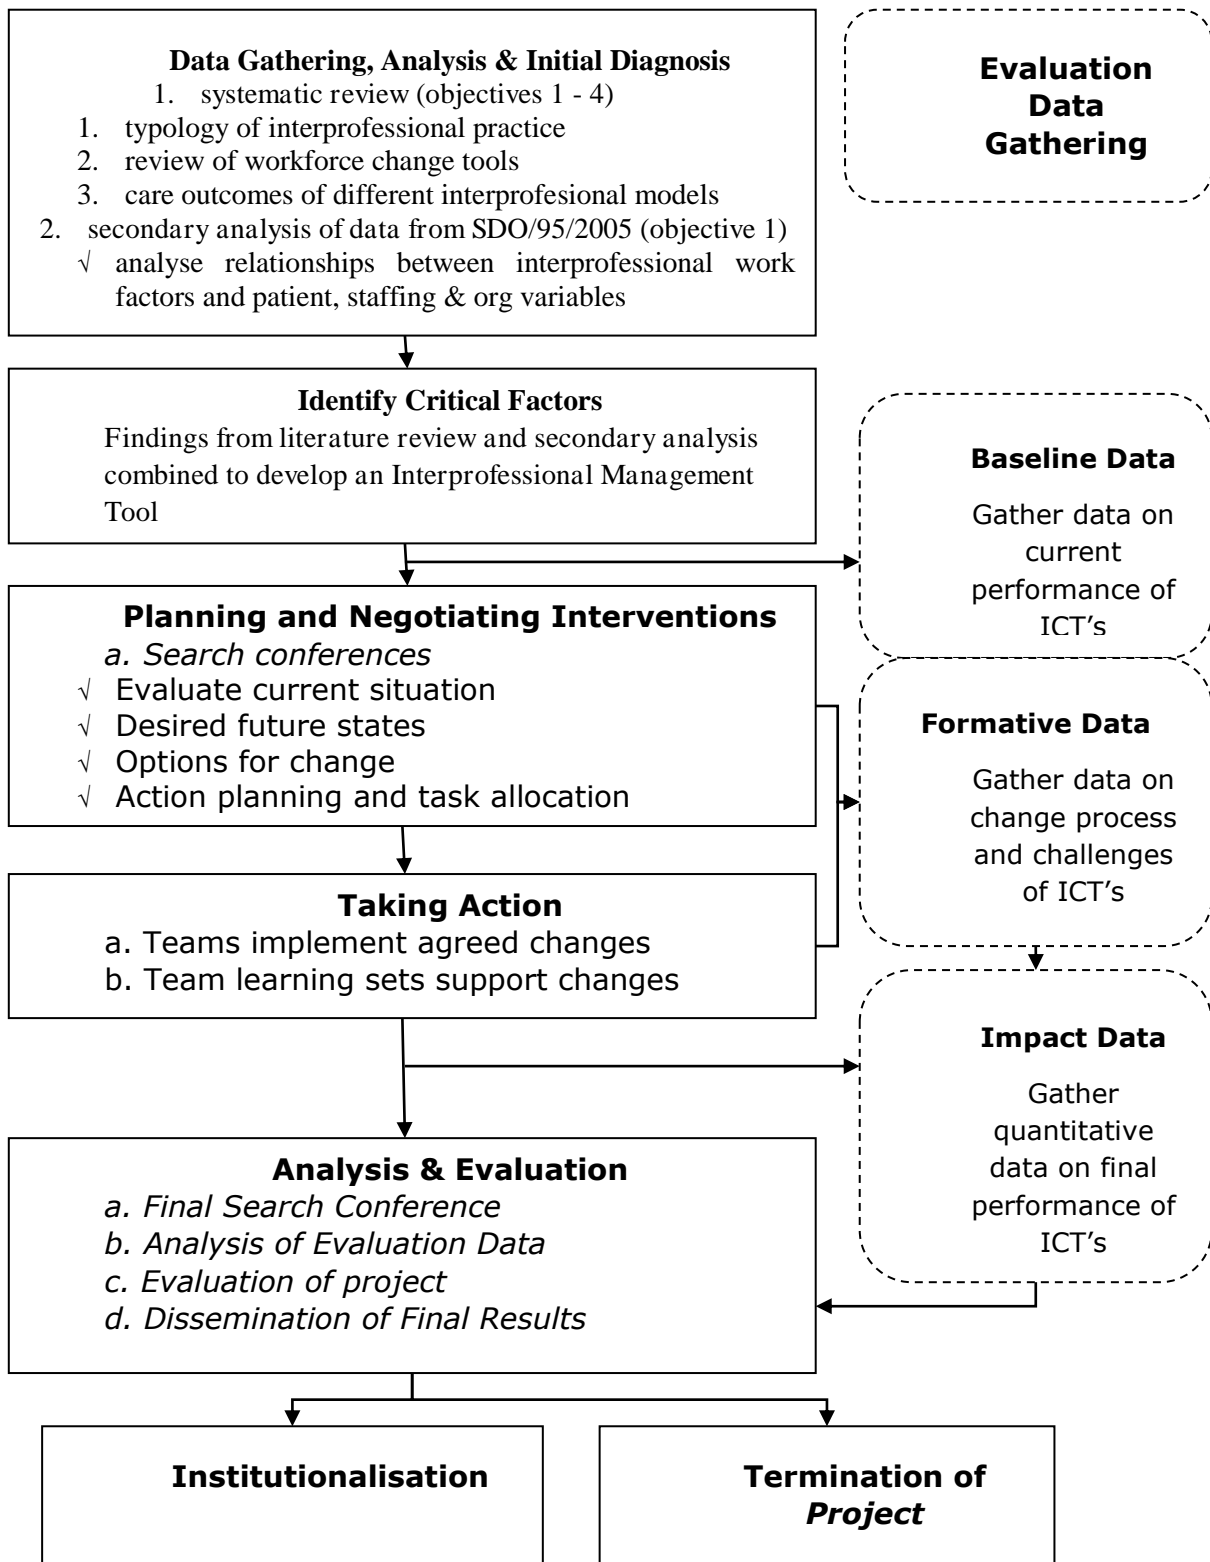 Data Gathering, Analysis & Initial Diagnosis
1. systematic review (objectives 1 - 4)
1. typology of interprofessional practice
2. review of workforce change tools
3. care outcomes of different interprofesional models
2. secondary analysis of data from SDO/95/2005 (objective 1)
√ analyse relationships between interprofessional work
factors and patient, staffing & org variables
Evaluation
Data
Gathering
Identify Critical Factors
Findings from literature review and secondary analysis
combined to develop an Interprofessional Management
Tool
Baseline Data
Gather data on
current
performance of
ICT's
Planning and Negotiating Interventions
a. Search conferences
√ Evaluate current situation
√ Desired future states
√ Options for change
√ Action planning and task allocation
Formative Data
Gather data on
change process
and challenges
of ICT's
Taking Action
a. Teams implement agreed changes
b. Team learning sets support changes
Impact Data
Gather
quantitative
data on final
performance of
ICT's
Analysis & Evaluation
a. Final Search Conference
b. Analysis of Evaluation Data
c. Evaluation of project
d. Dissemination of Final Results
Institutionalisation
Termination of
Project